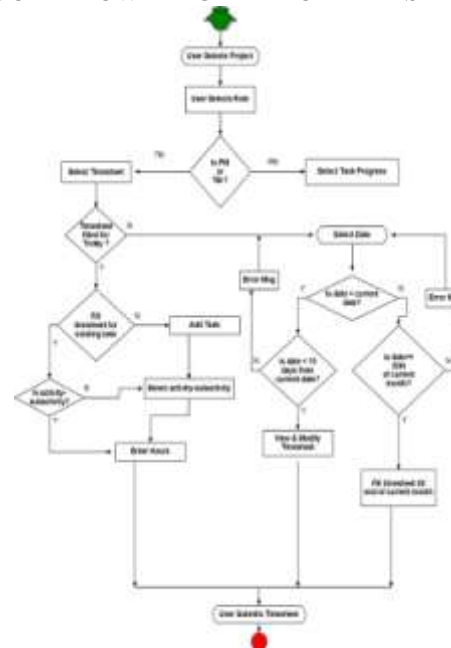 User Selects Project
User Selects Role
Is PM
or
TM?
TM
PM
Select Timesheet
Select Task Progress
Timesheet
filled for
Today ?
N
Select Date
Error Msg
Y
Is date < current
date?
N
Y
Fill
timesheet for
existing task
N
Add Task
Is date < 15
days from
current date?
N
Is date<=
of current
month?
N
Y
Is activity-
subactivity?
N
Select activity-subactivity
Y
Enter Hours
Y
View & Modify
Timesheet
Y
Fill timesheet till
end of current month
User Submits Timesheet